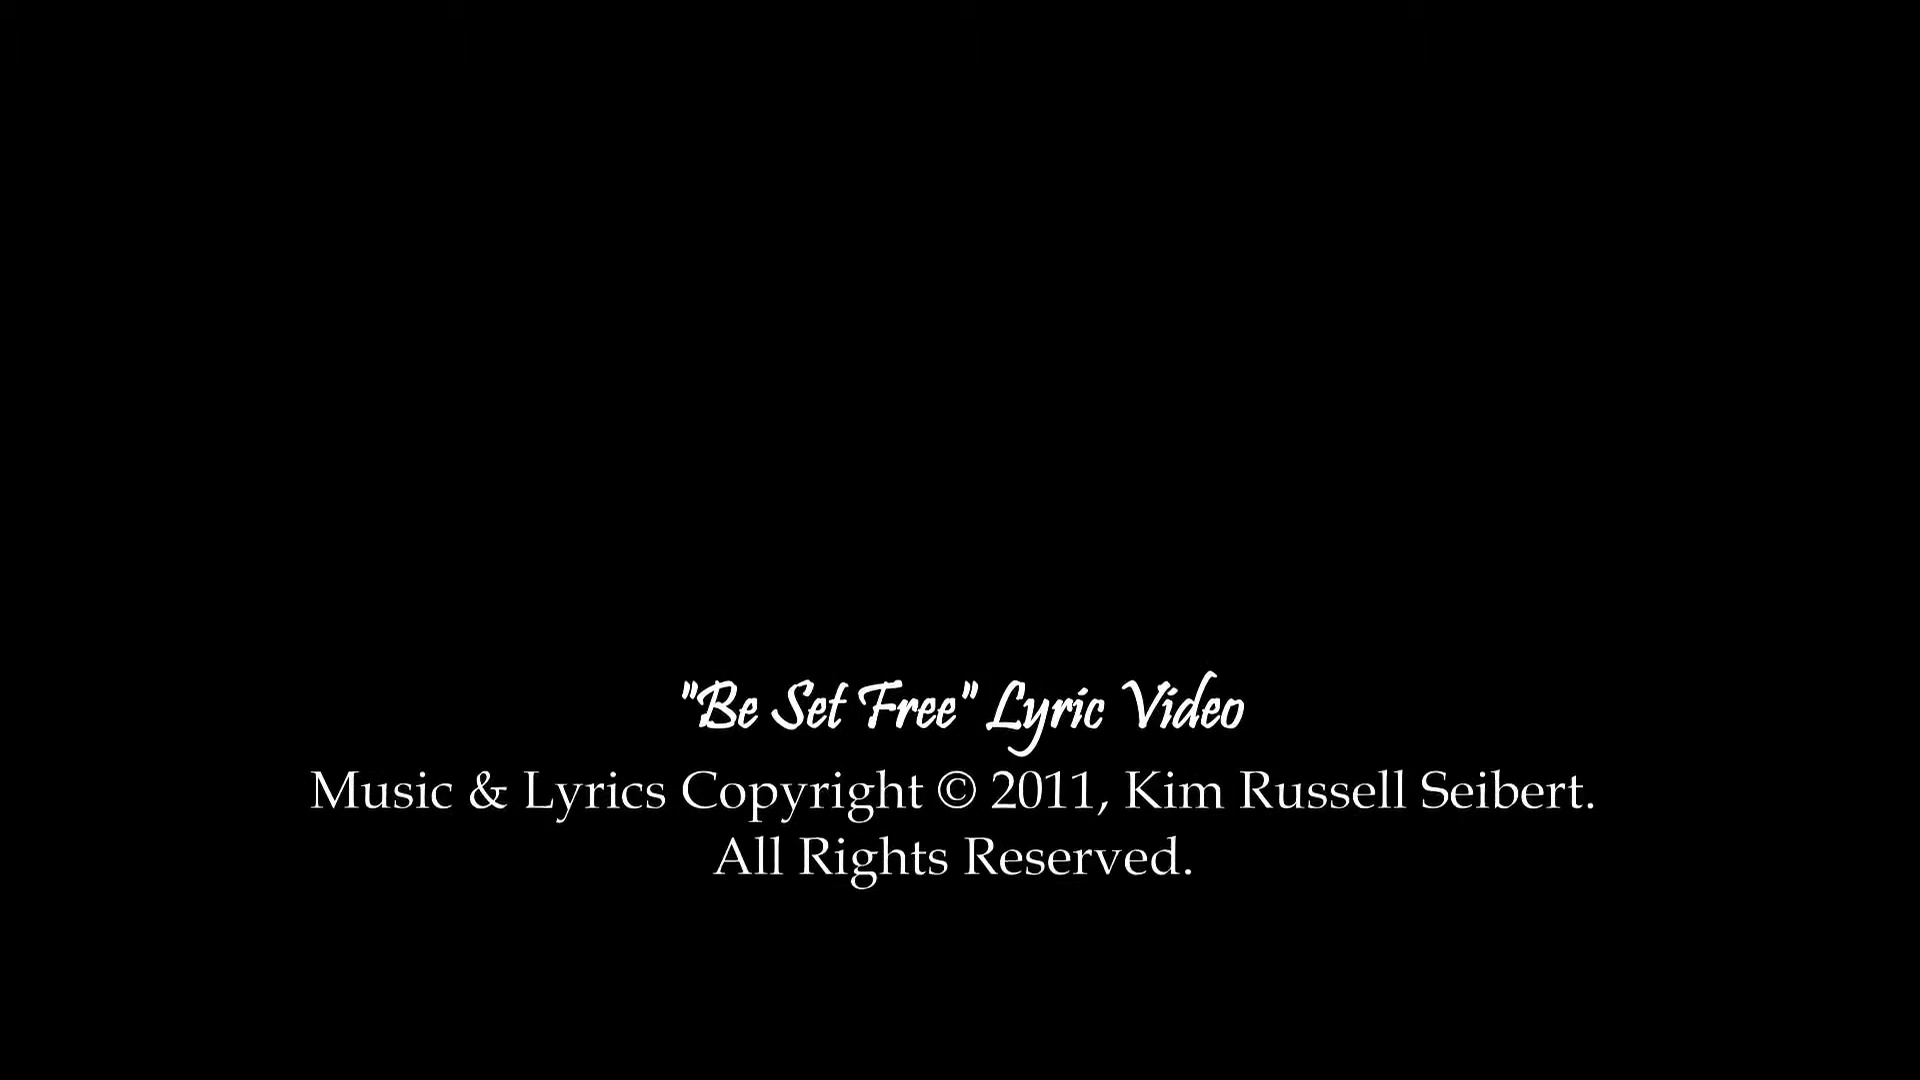 "Be Set Free" Lyric Video
Music & Lyrics Copyright © 2011, Kim Russell Seibert.
All Rights Reserved.